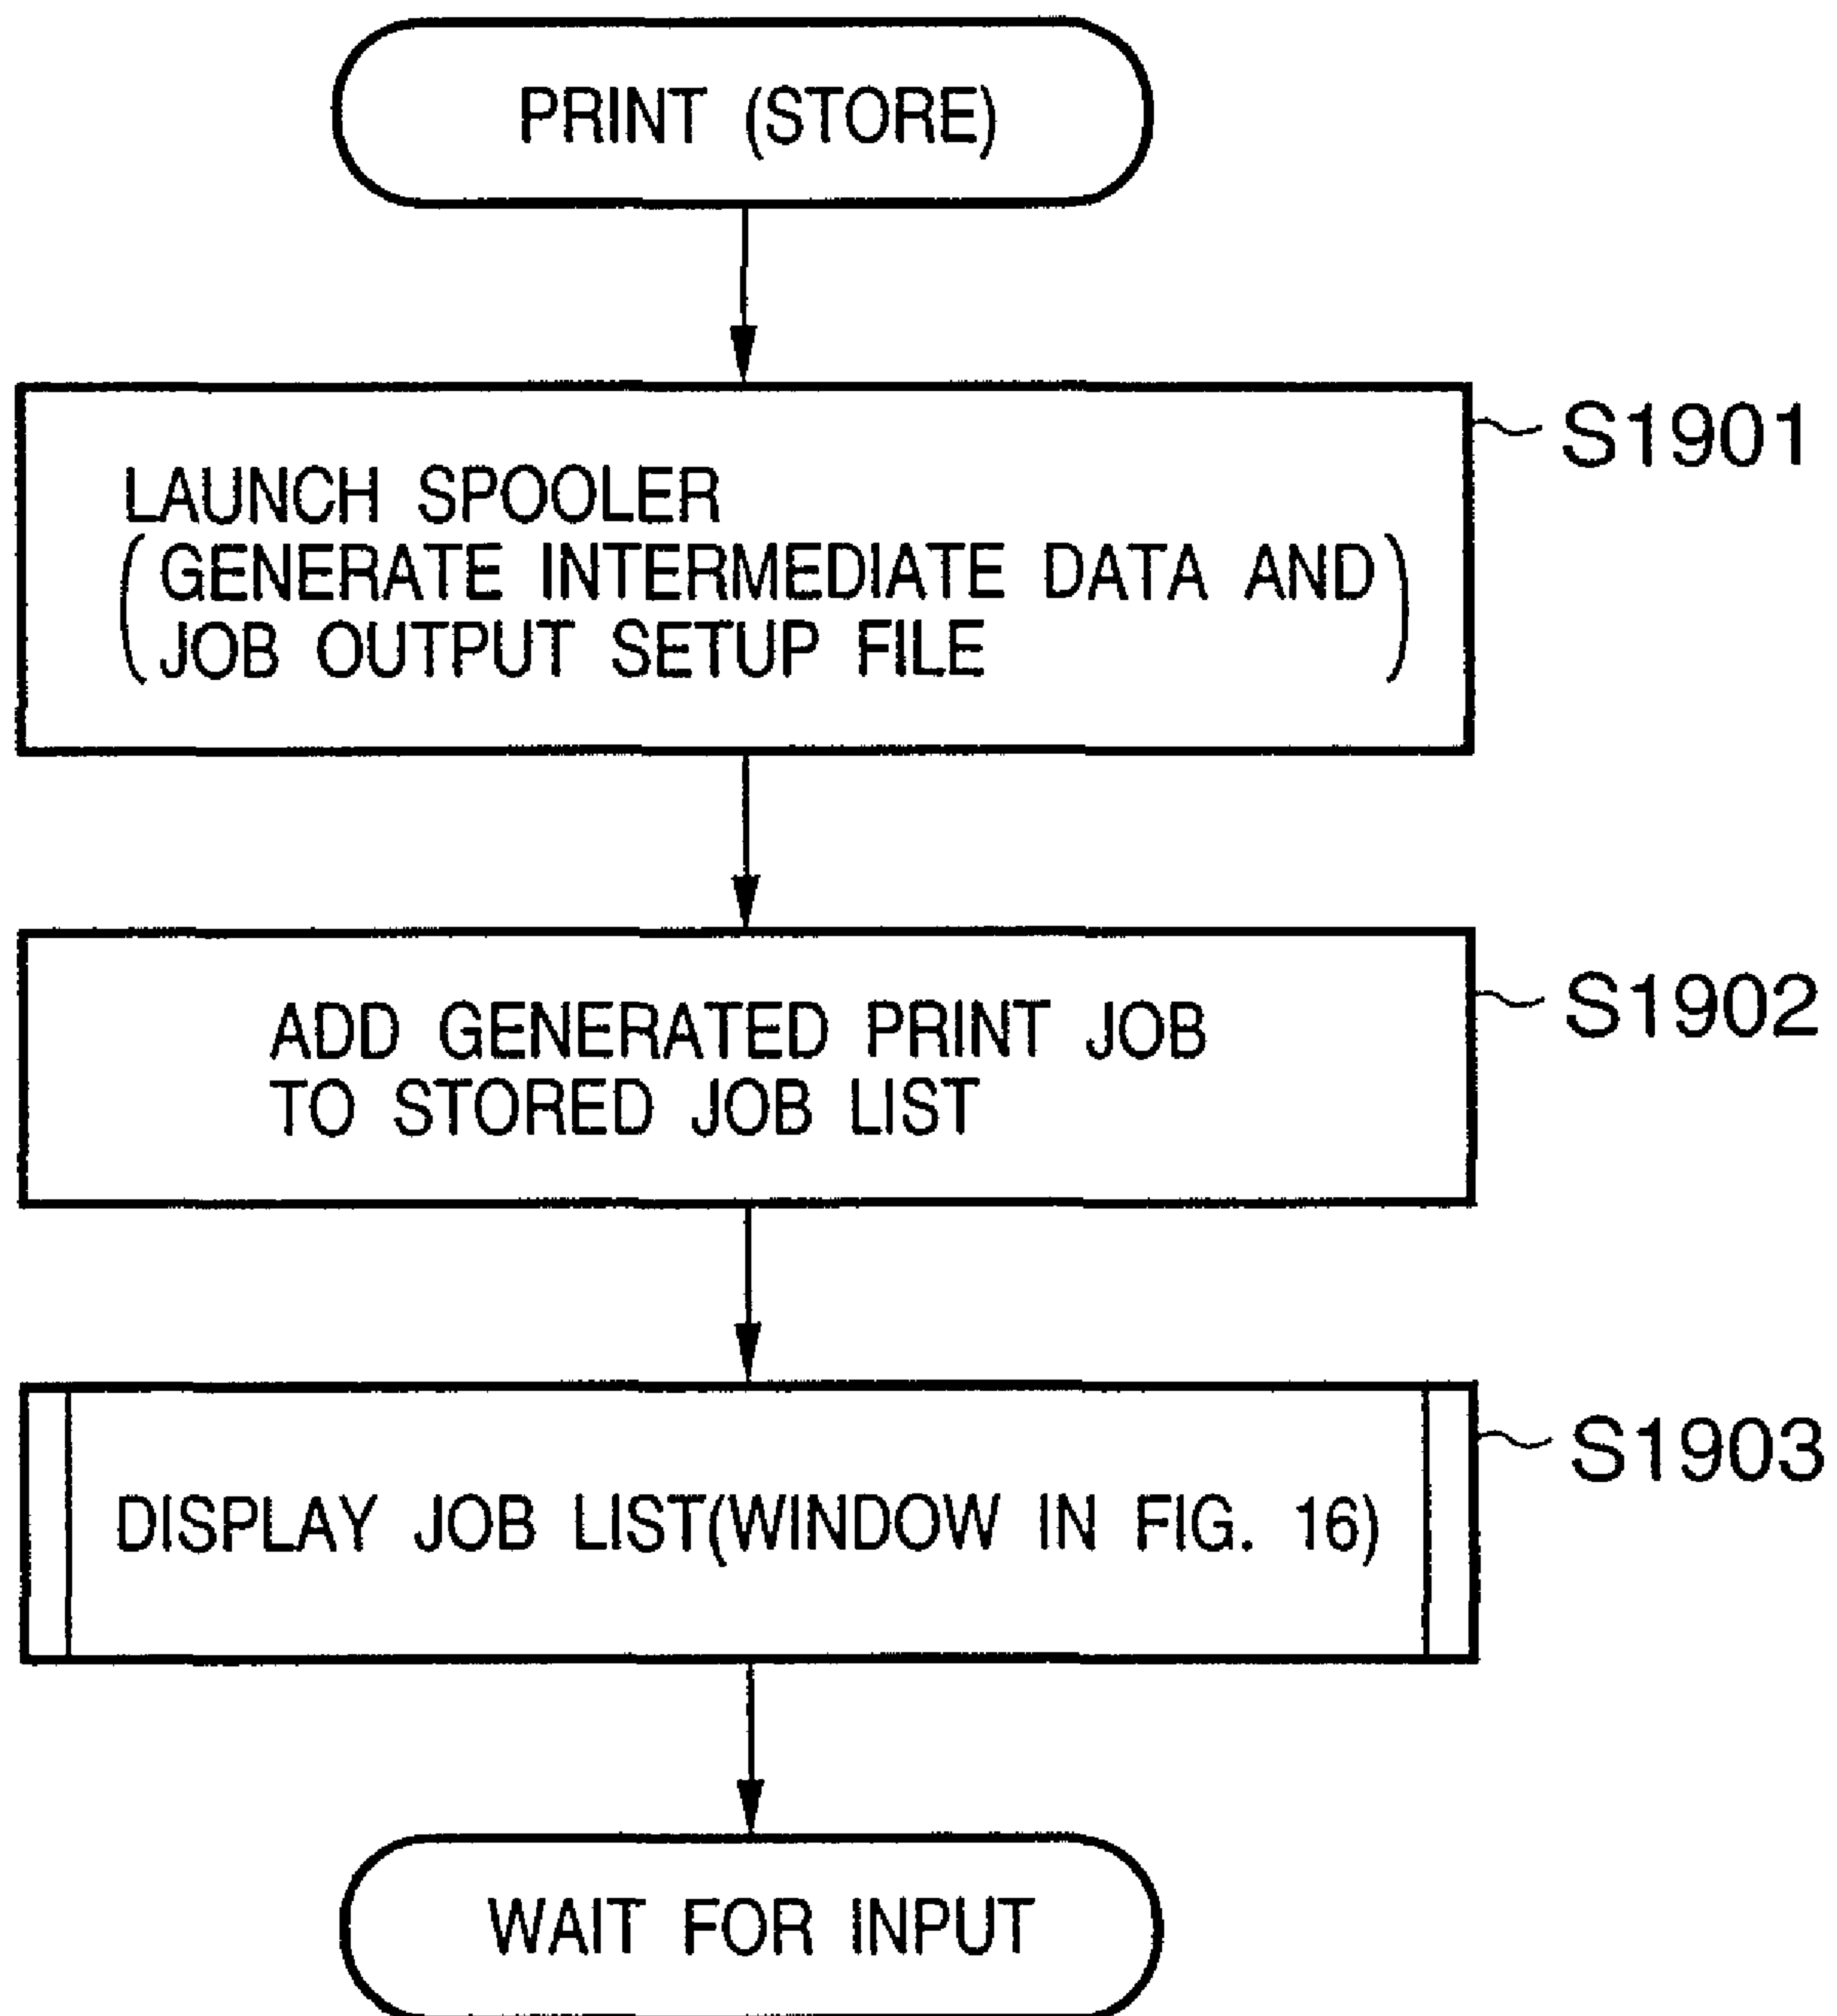 PRINT (STORE)
S1901
LAUNCH SPOOLER
(GENERATE INTERMEDIATE DATA AND
JOB OUTPUT SETUP FILE)
S1902
ADD GENERATED PRINT JOB
TO STORED JOB LIST
S1903
DISPLAY JOB LIST(WINDOW IN FIG. 16)
WAIT FOR INPUT